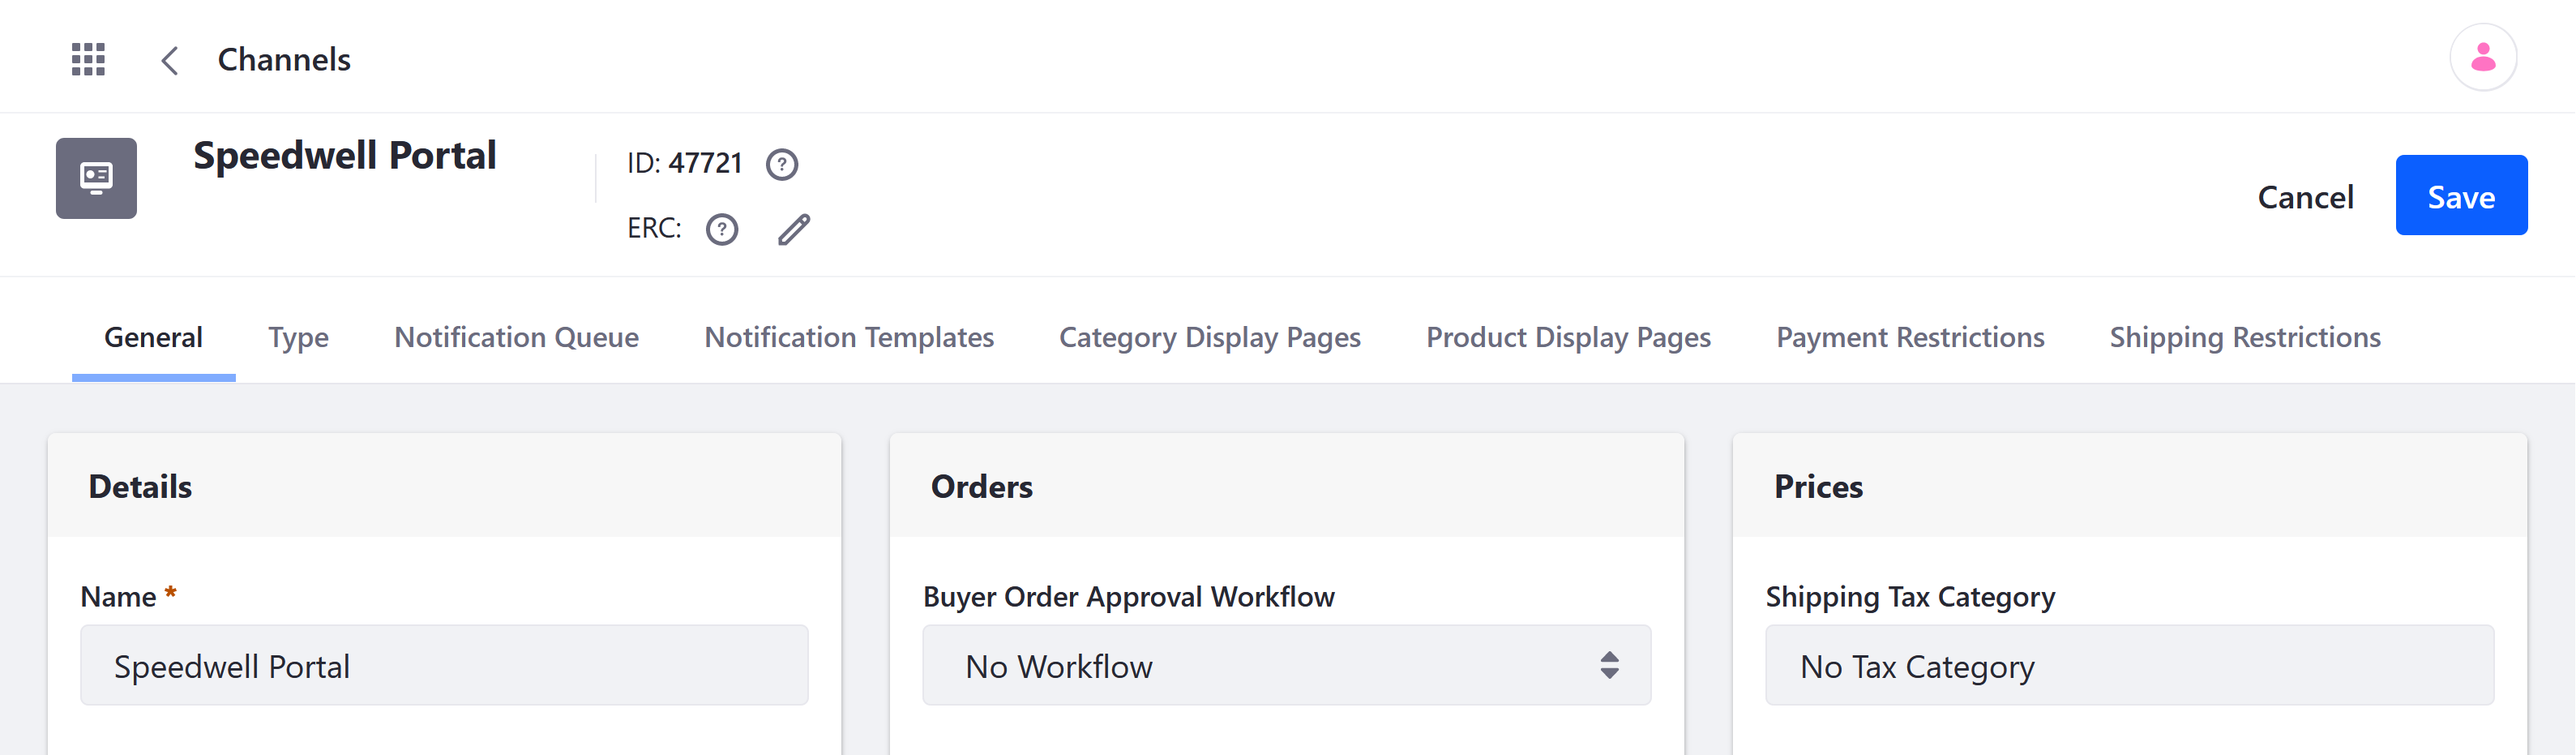 Channels
Speedwell Portal
ID: 47721
ERC:
Cancel
Save
General Type Notification Queue Notification Templates Category Display Pages Product Display Pages Payment Restrictions Shipping Restrictions
Details
Orders
Prices
Name *
Buyer Order Approval Workflow
Shipping Tax Category
Speedwell Portal
No Workflow
No Tax Category